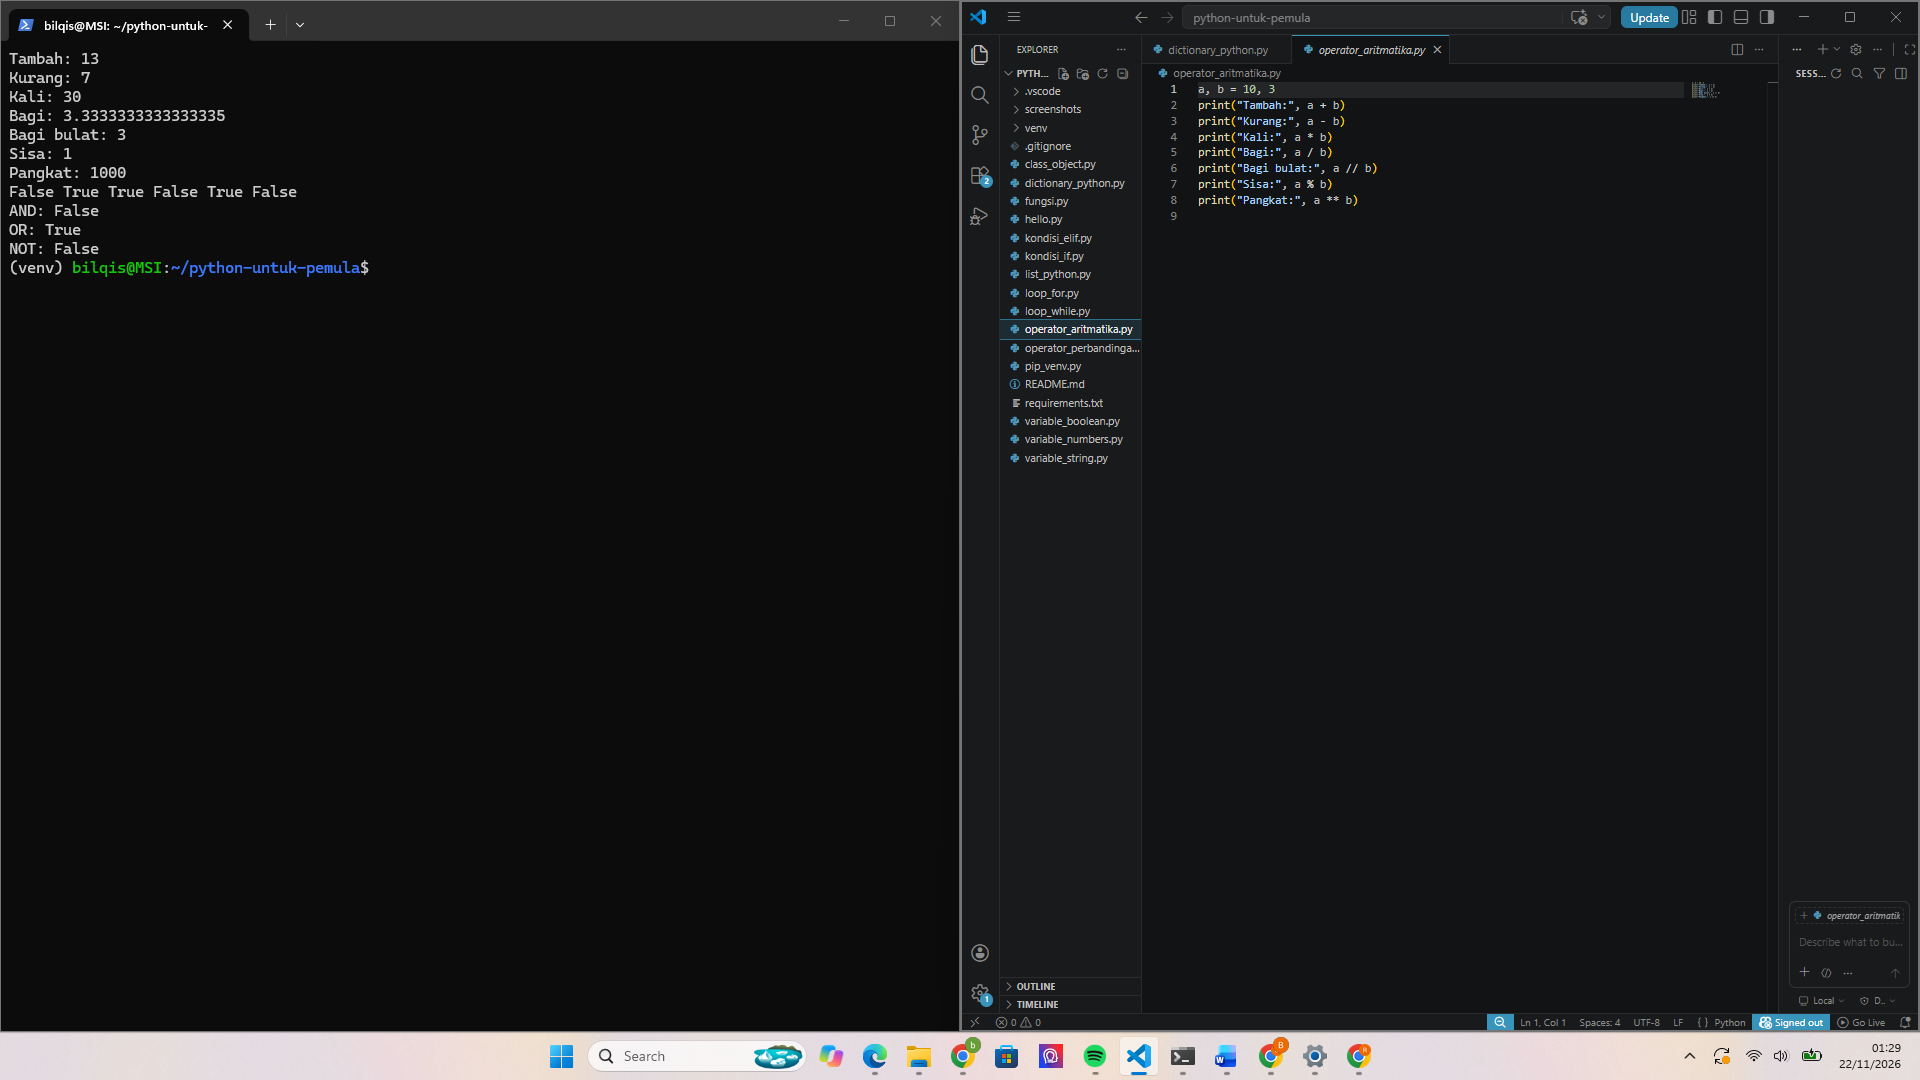 bilqis@MSI: ~/python-untuk-
Tambah: 13
Kurang: 7
Kali: 30
Bagi: 3.3333333333333335
Bagi bulat: 3
Sisa: 1
Pangkat: 1000
False True True False True False
AND: False
OR: True
NOT: False
(venv) bilqis@MSI:~/python-untuk-pemula$
python-untuk-pemula
Update
EXPLORER
PYTH...
.vscode
screenshots
venv
.gitignore
class_object.py
dictionary_python.py
fungsi.py
hello.py
kondisi_elif.py
kondisi_if.py
list_python.py
loop_for.py
loop_while.py
operator_aritmatika.py
operator_perbandinga...
pip_venv.py
README.md
requirements.txt
variable_boolean.py
variable_numbers.py
variable_string.py
OUTLINE
TIMELINE
2
1
dictionary_python.py
operator_aritmatika.py
operator_aritmatika.py
1 a, b = 10, 3
2 print("Tambah:", a + b)
3 print("Kurang:", a - b)
4 print("Kali:", a * b)
5 print("Bagi:", a / b)
6 print("Bagi bulat:", a // b)
7 print("Sisa:", a % b)
8 print("Pangkat:", a ** b)
9
SESS...
operator_aritmatik
Describe what to bu...
Local
D..
0 0
Ln 1, Col 1
Spaces: 4
UTF-8
LF
{ } Python
Signed out
Go Live
Search
b
B
01:29
22/11/2026